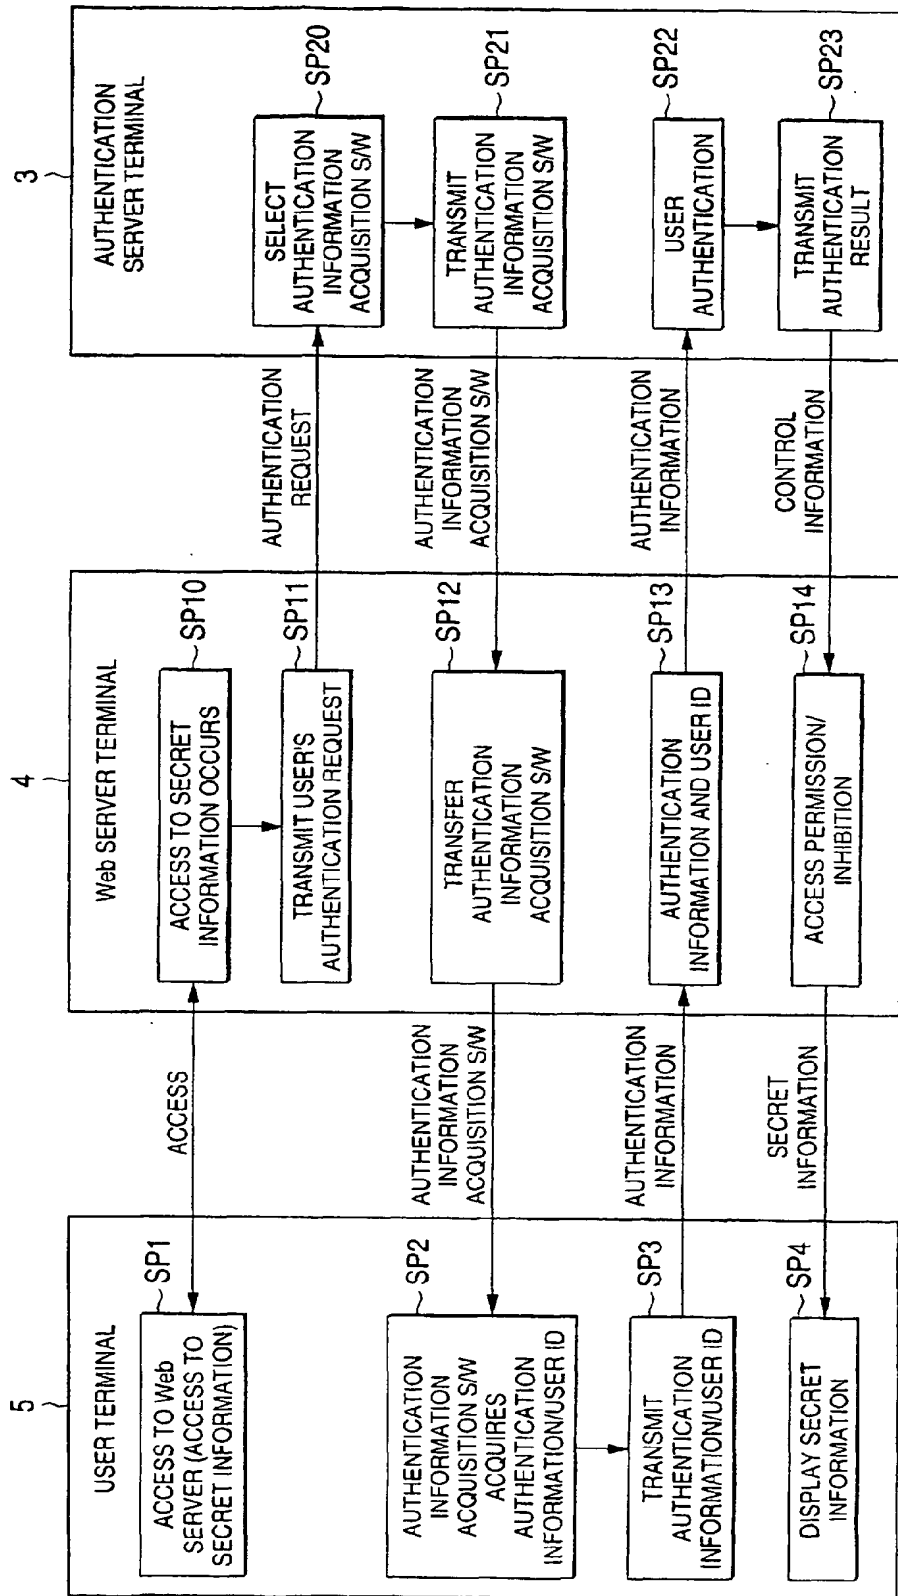 5
USER TERMINAL
SP1
ACCESS TO Web
SERVER (ACCESS TO
SECRET INFORMATION)
SP2
AUTHENTICATION
INFORMATION
ACQUISITION S/W
ACQUIRES
AUTHENTICATION
INFORMATION/USER ID
SP3
TRANSMIT
AUTHENTICATION
INFORMATION/USER ID
SP4
DISPLAY SECRET
INFORMATION
ACCESS
AUTHENTICATION
INFORMATION
ACQUISITION S/W
AUTHENTICATION
INFORMATION
SECRET
INFORMATION
4
Web SERVER TERMINAL
SP10
ACCESS TO SECRET
INFORMATION OCCURS
SP11
TRANSMIT USER'S
AUTHENTICATION REQUEST
SP12
TRANSFER
AUTHENTICATION
INFORMATION
ACQUISITION S/W
SP13
AUTHENTICATION
INFORMATION AND USER ID
SP14
ACCESS PERMISSION/
INHIBITION
AUTHENTICATION
REQUEST
AUTHENTICATION
INFORMATION
ACQUISITION S/W
AUTHENTICATION
INFORMATION
CONTROL
INFORMATION
3
AUTHENTICATION
SERVER TERMINAL
SP20
SELECT
AUTHENTICATION
INFORMATION
ACQUISITION S/W
SP21
TRANSMIT
AUTHENTICATION
INFORMATION
ACQUISITION S/W
SP22
USER
AUTHENTICATION
SP23
TRANSMIT
AUTHENTICATION
RESULT